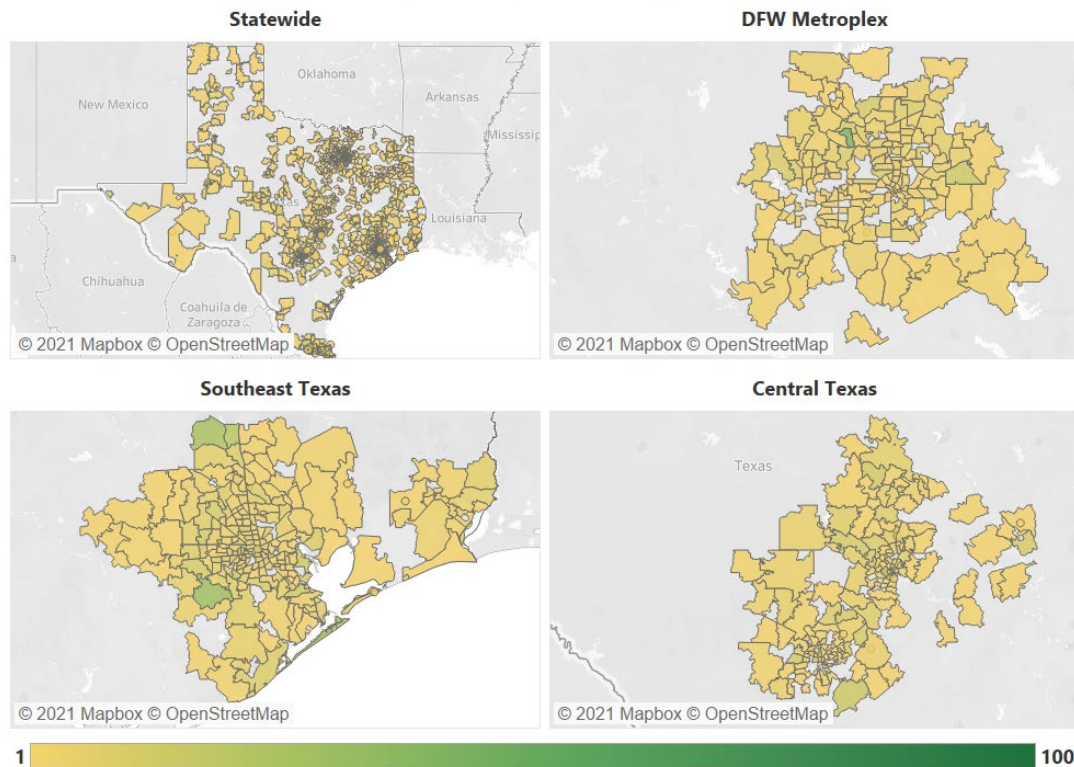 Statewide
DFW Metroplex
Oklahoma
New Mexico
Arkansas
Mississip
Louisiana
Chihuahua
Coahuila de
Zaragoza
© 2021 Mapbox © OpenStreetMap
© 2021 Mapbox © OpenStreetMap
Southeast Texas
Central Texas
Texas
© 2021 Mapbox © OpenStreetMap
© 2021 Mapbox © OpenStreetMap
1
100